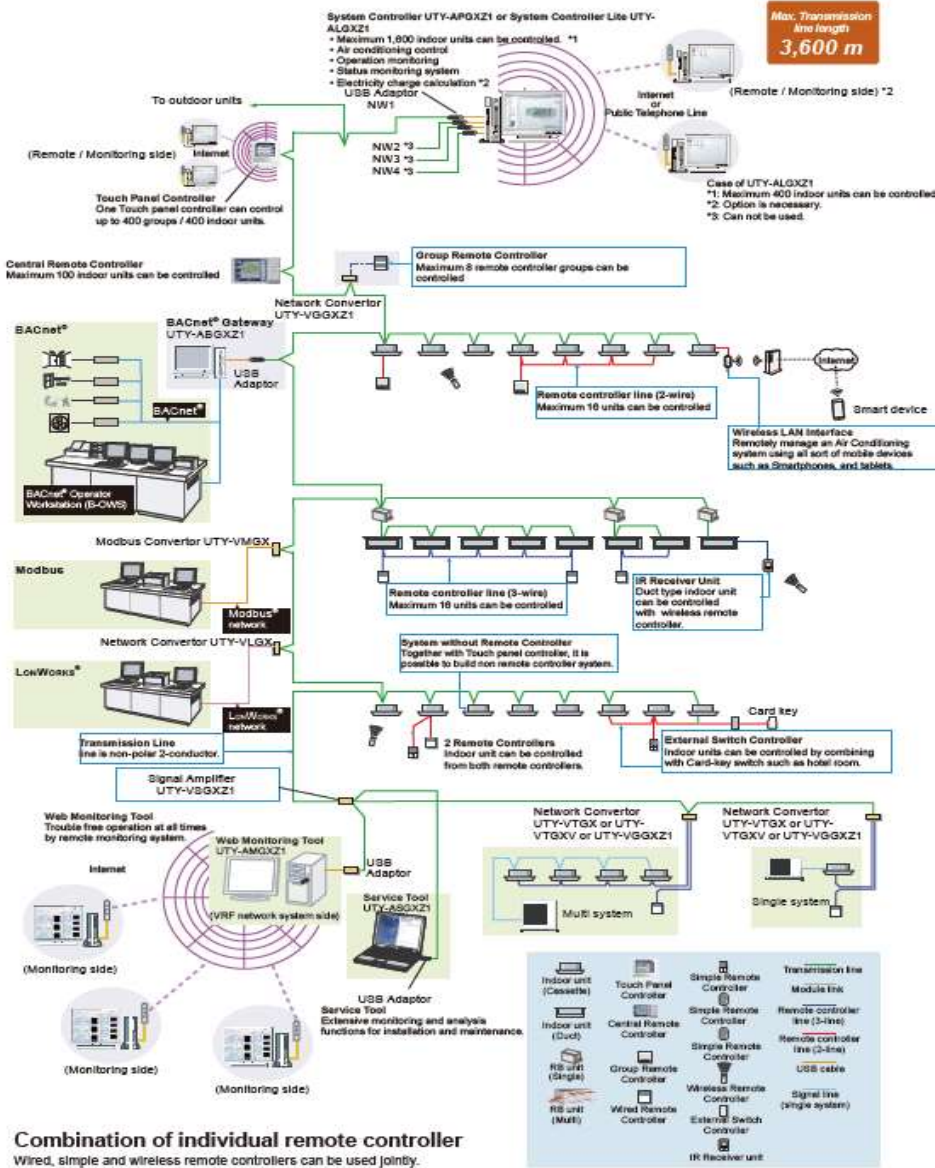 System Controller UTY-APGXZ1 or System Controller Lite UTY-
ALGXZ1
• Maximum 1,600 indoor units can be controlled. *1
• Air conditioning control
• Operation monitoring
• Status monitoring system
• Electricity charge calculation *2
USB Adaptor
NW1
NW2 *3
NW3 *3
NW4 *3
Max. Transmission
line length
3,600 m
Internet
or
Public Telephone Line
(Remote / Monitoring side) *2
Case of UTY-ALGXZ1
*1: Maximum 400 indoor units can be controlled
*2: Option is necessary.
*3: Can not be used.
To outdoor units
(Remote / Monitoring side)
Internet
Touch Panel Controller
One Touch panel controller can control
up to 400 groups / 400 indoor units.
Central Remote Controller
Maximum 100 indoor units can be controlled
Group Remote Controller
Maximum 8 remote controller groups can be
controlled
Network Convertor
UTY-VGGXZ1
BACnet®
BACnet® Gateway
UTY-ABGXZ1
USB
Adaptor
BACnet®
BACnet® Operator
Workstation (B-OWS)
Remote controller line (2-wire)
Maximum 16 units can be controlled
Internet
Smart device
Wireless LAN Interface
Remotely manage an Air Conditioning
system using all sort of mobile devices
such as Smartphones, and tablets.
Modbus Convertor UTY-VMGX
Modbus
Modbus®
network
Remote controller line (3-wire)
Maximum 16 units can be controlled
IR Receiver Unit
Duct type indoor unit
can be controlled
with wireless remote
controller.
Network Convertor UTY-VLGX
LONWORKS®
LONWORKS®
network
System without Remote Controller
Together with Touch panel controller, it is
possible to build non remote controller system.
Card key
Transmission Line
line is non-polar 2-conductor.
2 Remote Controllers
Indoor unit can be controlled
from both remote controllers.
External Switch Controller
Indoor units can be controlled by combining
with Card-key switch such as hotel room.
Signal Amplifier
UTY-VSGXZ1
Web Monitoring Tool
Trouble free operation at all times
by remote monitoring system.
Internet
Web Monitoring Tool
UTY-AMGXZ1
(VRF network system side)
USB
Adaptor
Service Tool
UTY-ASGXZ1
USB Adaptor
Service Tool
Extensive monitoring and analysis
functions for installation and maintenance.
(Monitoring side)
(Monitoring side)
(Monitoring side)
Network Convertor
UTY-VTGX or UTY-
VTGXV or UTY-VGGXZ1
Multi system
Network Convertor
UTY-VTGX or UTY-
VTGXV or UTY-VGGXZ1
Single system
Indoor unit
(Cassette)
Indoor unit
(Duct)
RB unit
(Single)
RB unit
(Multi)
Touch Panel
Controller
Central Remote
Controller
Group Remote
Controller
Wired Remote
Controller
Simple Remote
Controller
Simple Remote
Controller
Simple Remote
Controller
Wireless Remote
Controller
External Switch
Controller
IR Receiver unit
Transmission line
Module link
Remote controller
line (3-line)
Remote controller
line (2-line)
USB cable
Signal line
(single system)
Combination of individual remote controller
Wired, simple and wireless remote controllers can be used jointly.